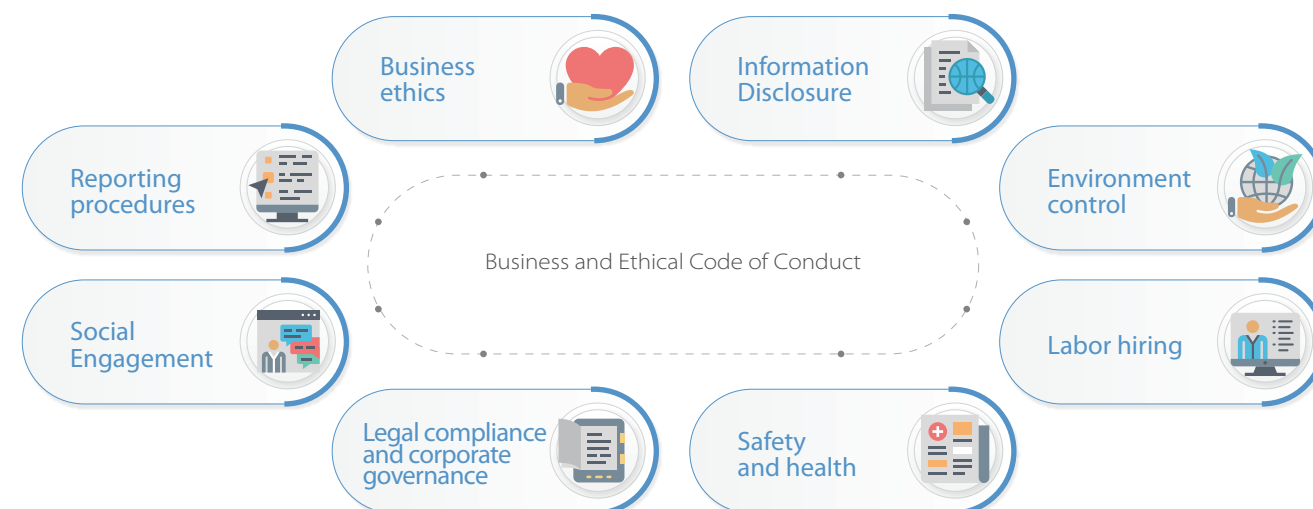 Business
ethics
Information
Disclosure
Reporting
procedures
Environment
control
Business and Ethical Code of Conduct
Social
Engagement
Labor hiring
Legal compliance
and corporate
governance
Safety
and health